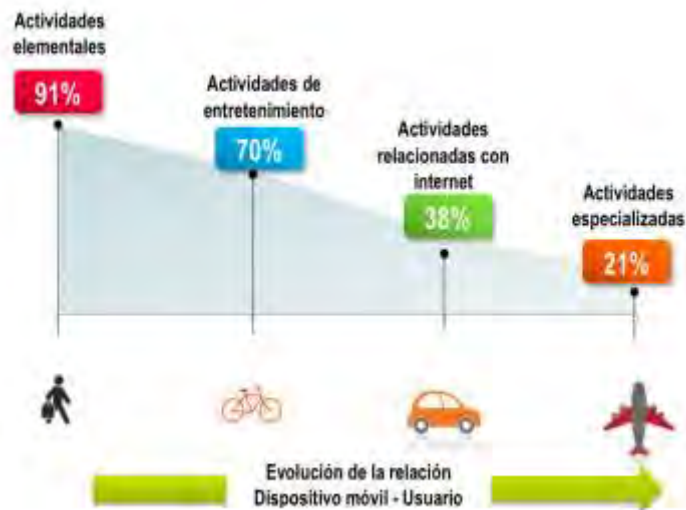 Actividades
elementales
91%
Actividades de
entretenimiento
70%
Actividades
relacionadas con
internet
38%
Actividades
especializadas
21%
Evolución de la relación
Dispositivo móvil - Usuario